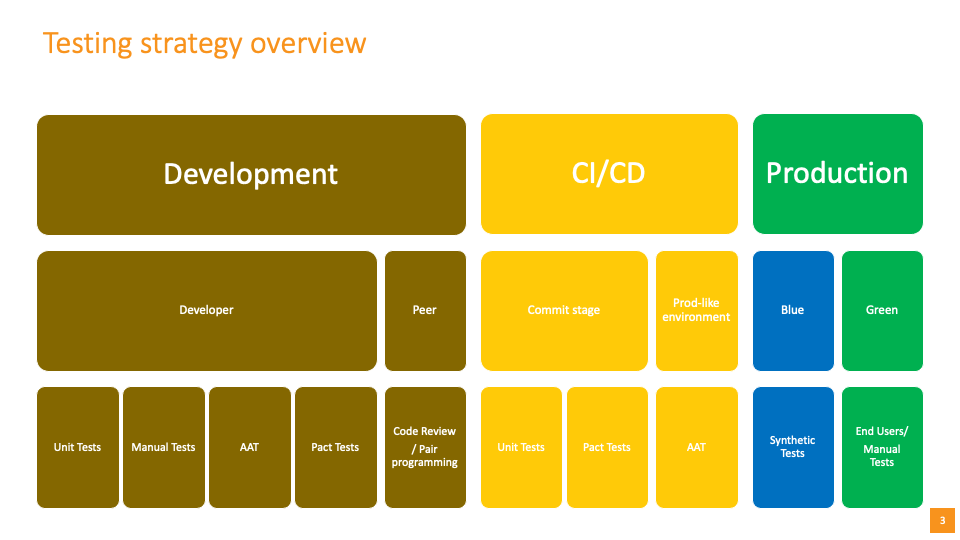 Testing strategy overview
Development
CI/CD
Production
Developer
Peer
Commit stage
Prod-like
environment
Blue
Green
Unit Tests
Manual Tests
AAT
Pact Tests
Code Review
/ Pair
programming
Unit Tests
Pact Tests
AAT
Synthetic
Tests
End Users/
Manual
Tests
3